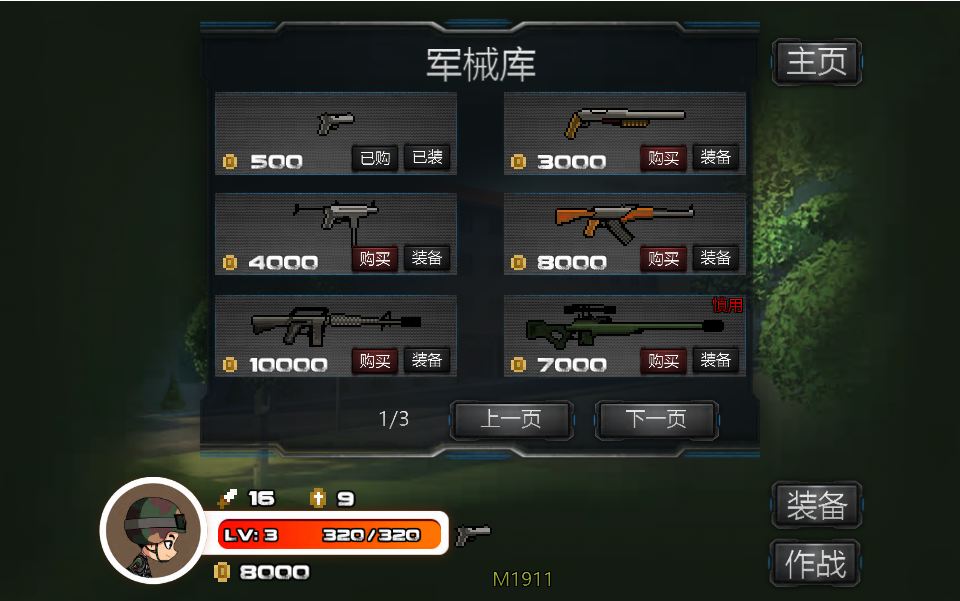 军械库
主页
500 已购 已装
3000 购买 装备
4000 购买 装备
8000 购买 装备
10000 购买 装备
慎用
7000 购买 装备
1/3 上一页 下一页
16 9
LV: 3 320/320
8000
M1911
装备
作战